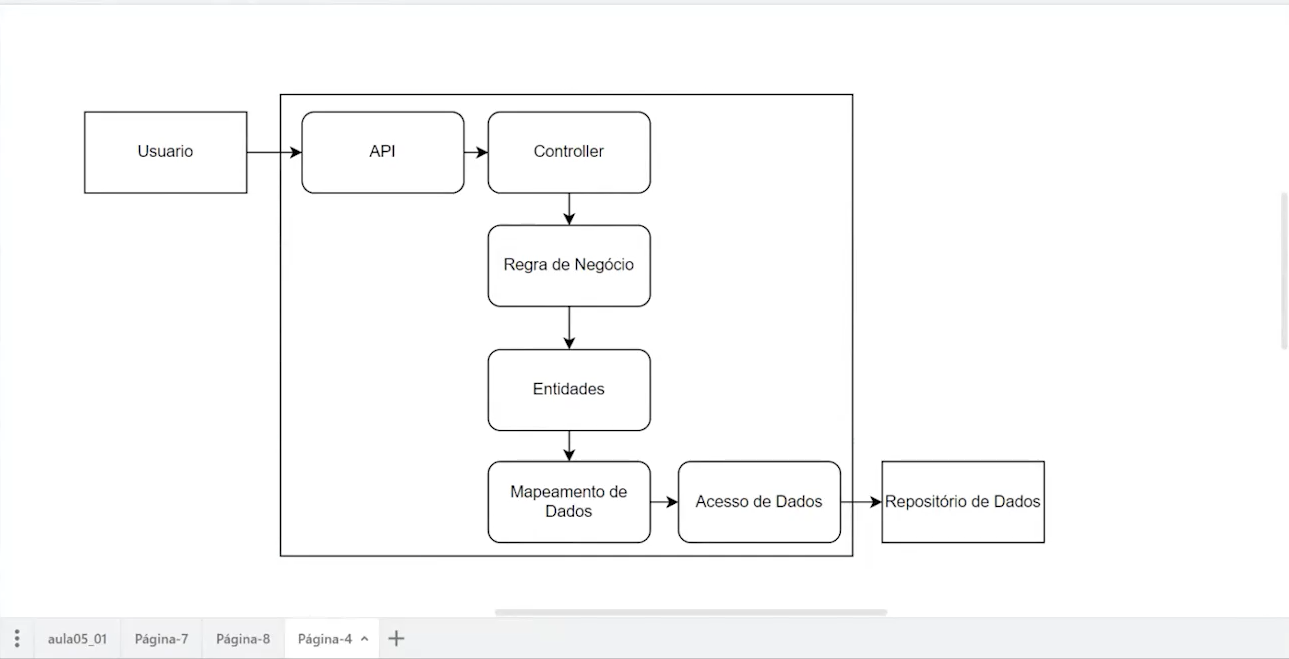 Usuario
API
Controller
Regra de Negócio
Entidades
Mapeamento de
Dados
Acesso de Dados
Repositório de Dados
aula05_01
Página-7
Página-8
Página-4